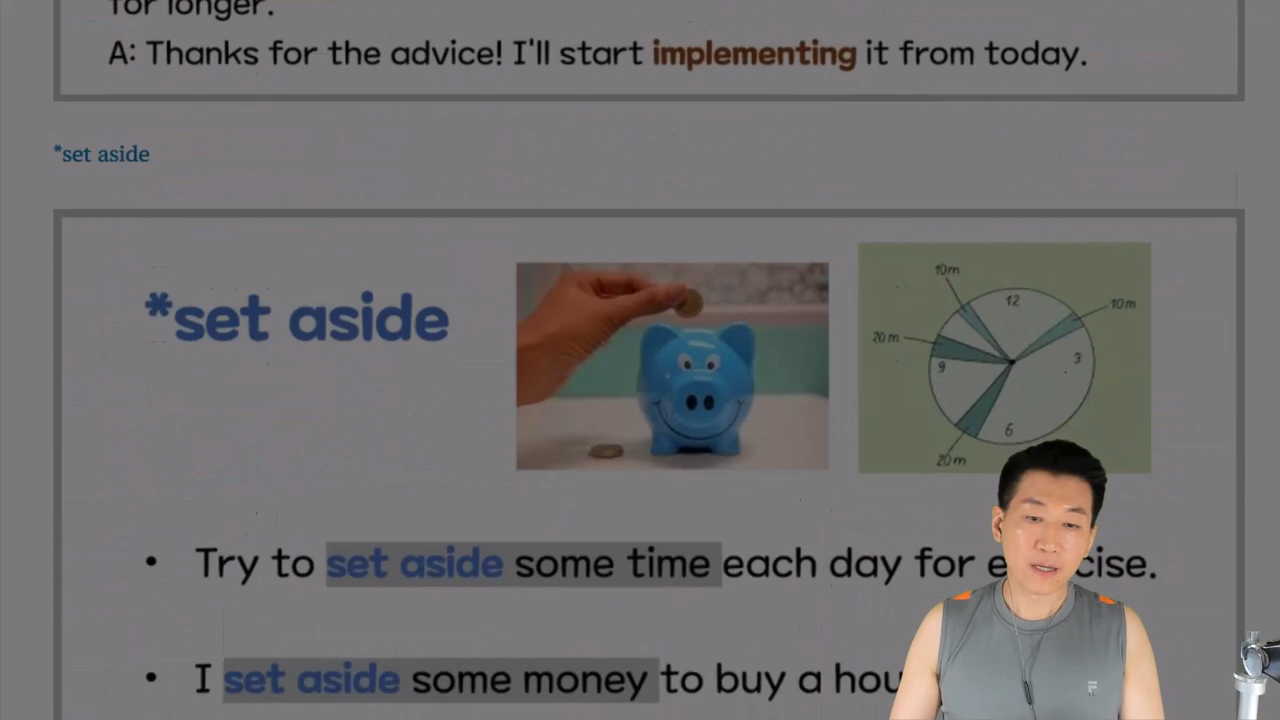 for longer.
A: Thanks for the advice! I'll start implementing it from today.
*set aside
*set aside
10m
12
10m
20m
9
3
6
20m
• Try to set aside some time each day for e cise.
• I set aside some money to buy a hou